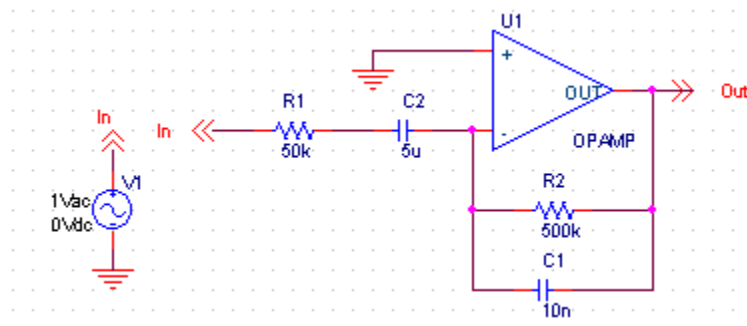 U1
+
OUT
Out
-
OPAMP
R1
50k
C2
5u
In
In
V1
1Vac
0Vdc
R2
500k
C1
10n